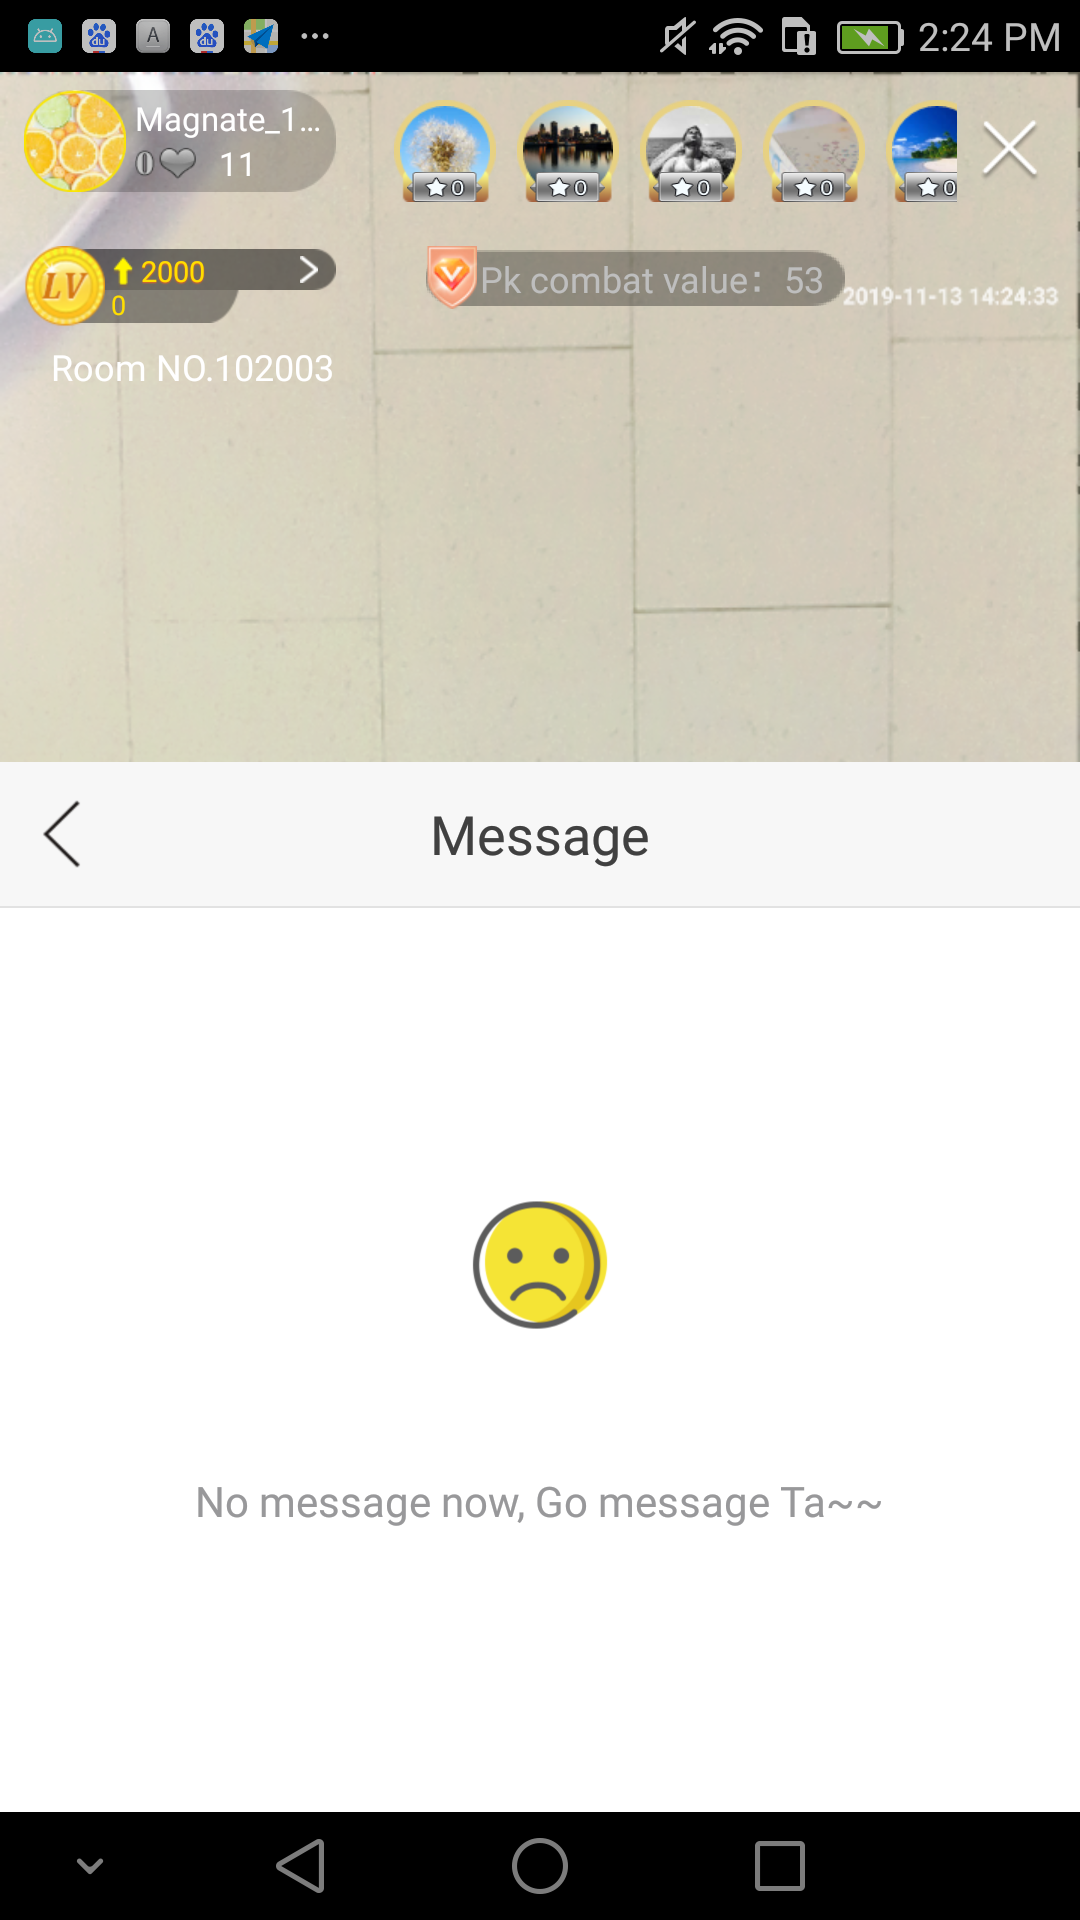 2:24 PM
Magnate_1...
0 11
0
0
0
0
0
LV
2000
0
Pk combat value: 53
2019-11-13 14:24:33
Room NO.102003
Message
No message now, Go message Ta~~